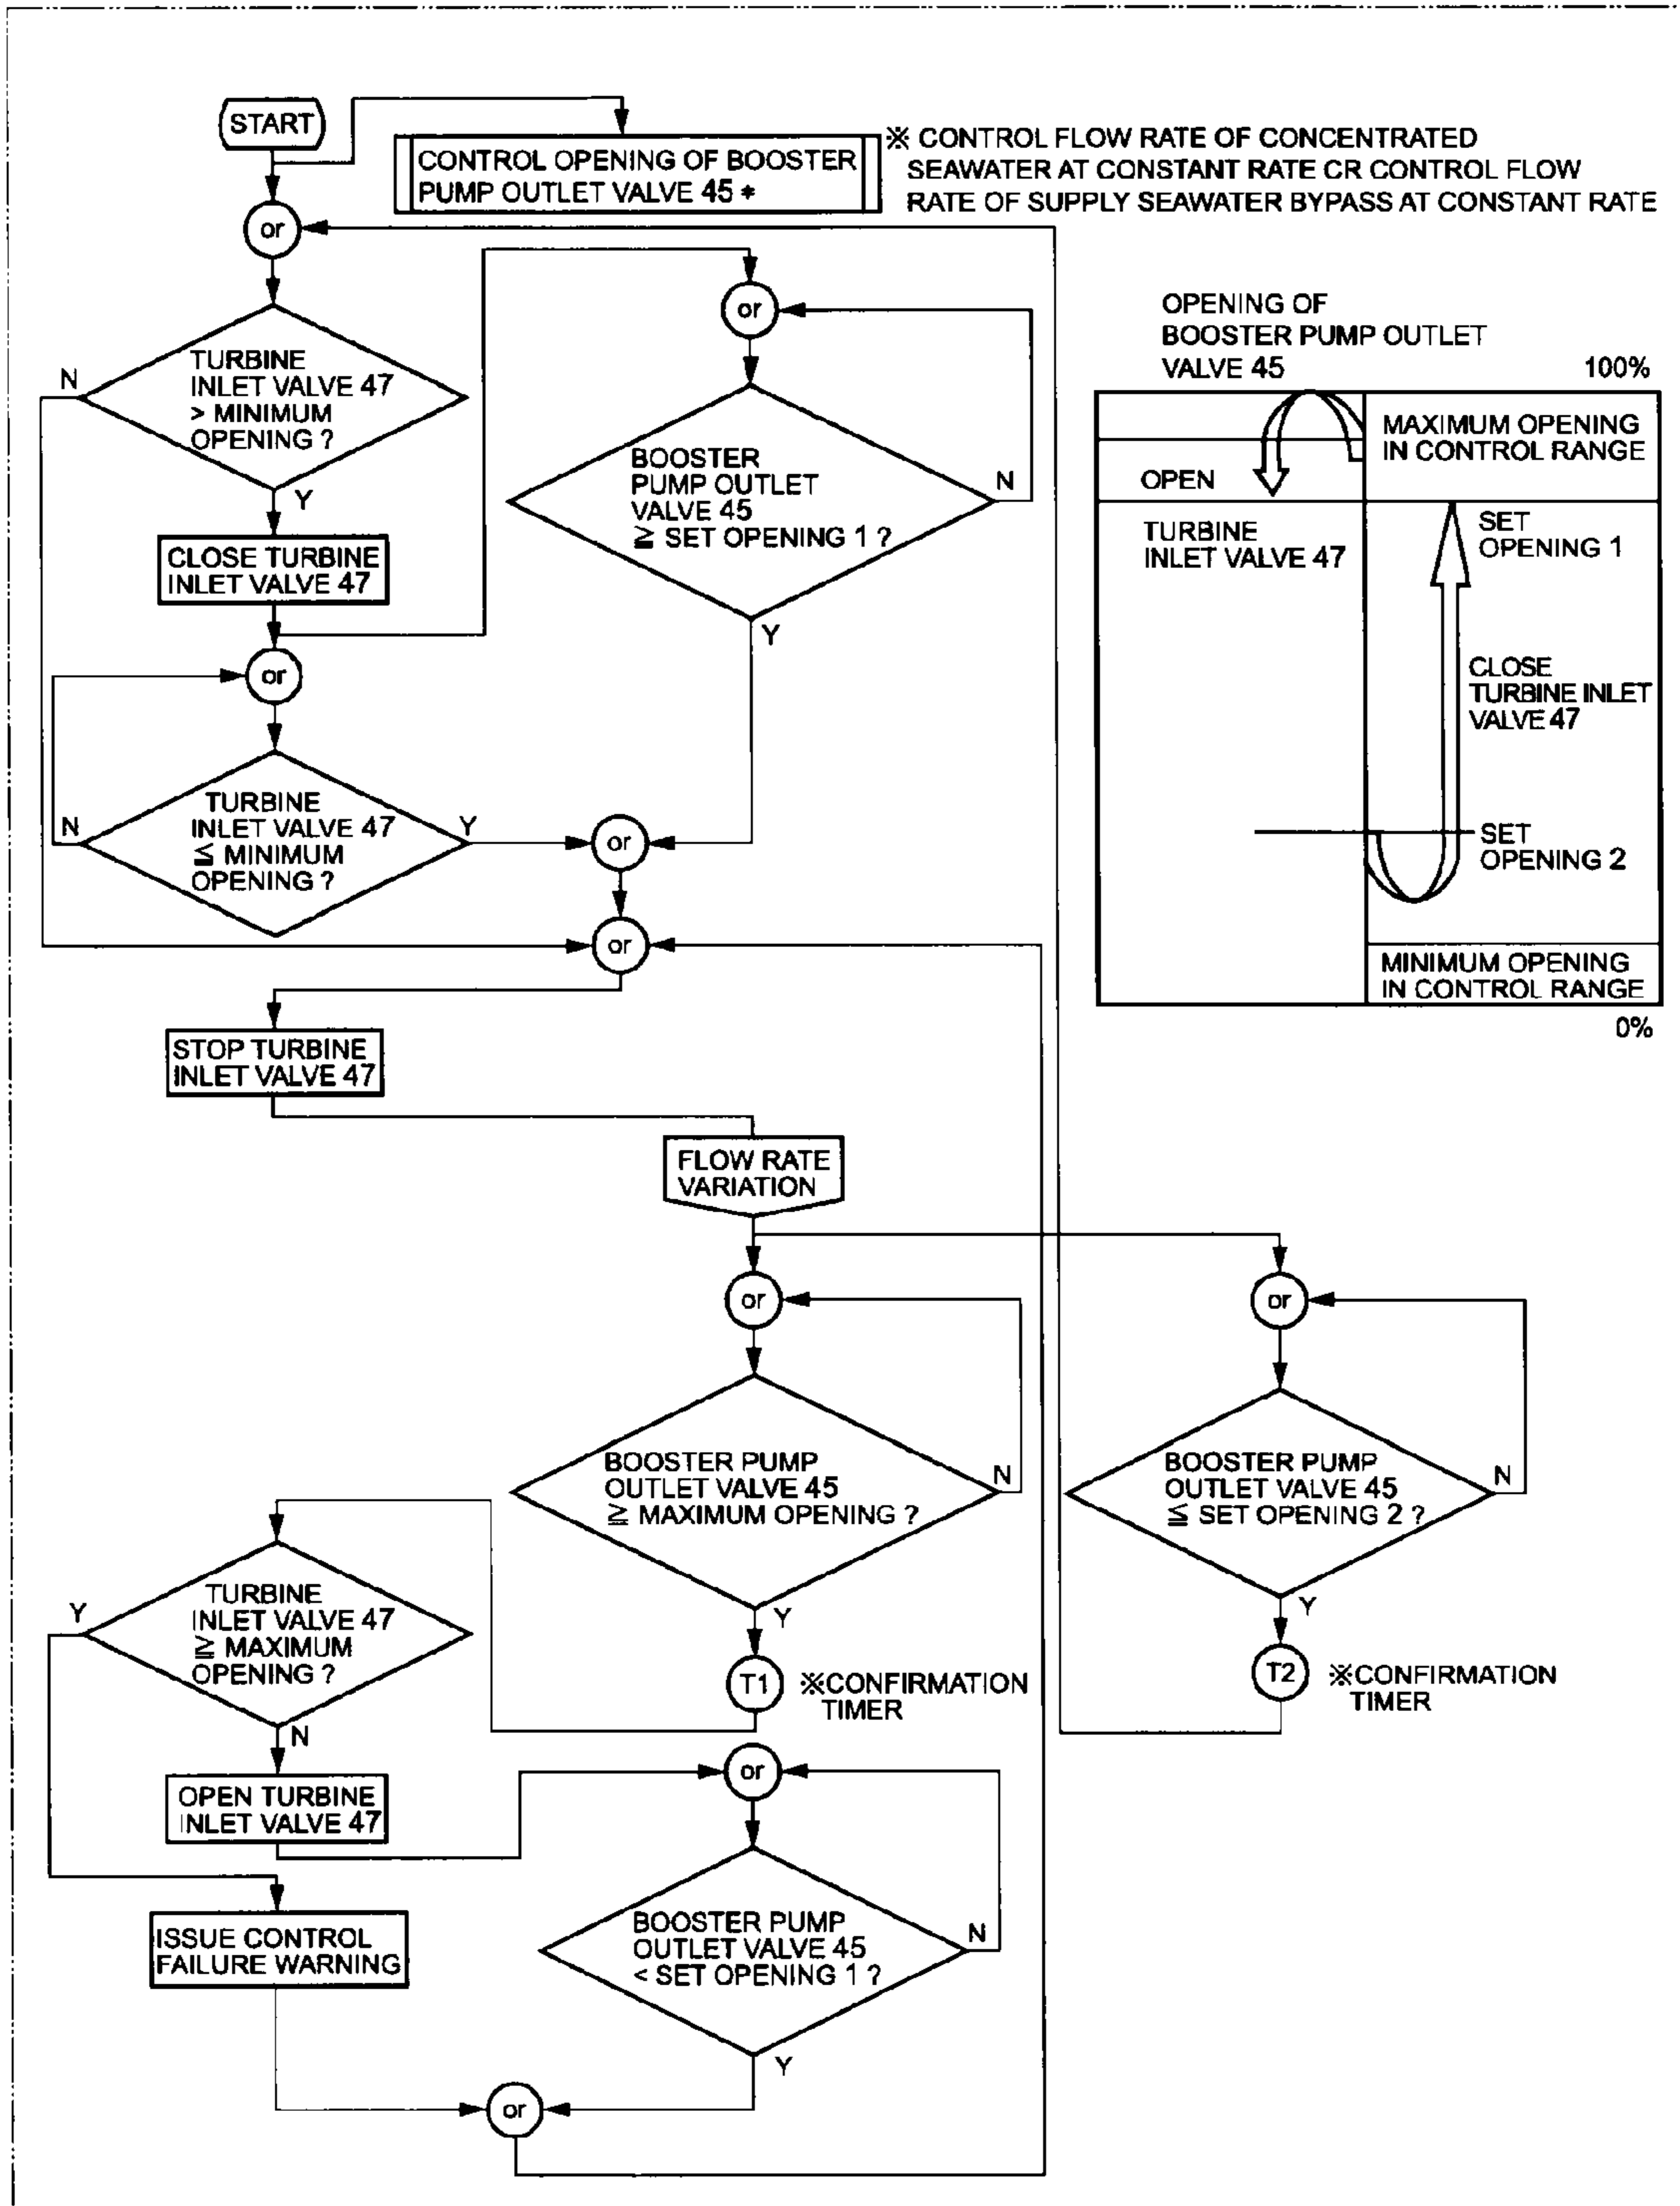 START
CONTROL OPENING OF BOOSTER
PUMP OUTLET VALVE 45 *
※ CONTROL FLOW RATE OF CONCENTRATED
SEAWATER AT CONSTANT RATE CR CONTROL FLOW
RATE OF SUPPLY SEAWATER BYPASS AT CONSTANT RATE
or
or
TURBINE
INLET VALVE 47
> MINIMUM
OPENING ?
N
Y
BOOSTER
PUMP OUTLET
VALVE 45
≧ SET OPENING 1 ?
N
Y
CLOSE TURBINE
INLET VALVE 47
or
TURBINE
INLET VALVE 47
≦ MINIMUM
OPENING ?
N
Y
or
or
STOP TURBINE
INLET VALVE 47
OPENING OF
BOOSTER PUMP OUTLET
VALVE 45
100%
MAXIMUM OPENING
IN CONTROL RANGE
OPEN
TURBINE
INLET VALVE 47
SET
OPENING 1
CLOSE
TURBINE INLET
VALVE 47
SET
OPENING 2
MINIMUM OPENING
IN CONTROL RANGE
0%
FLOW RATE
VARIATION
or
or
BOOSTER PUMP
OUTLET VALVE 45
≧ MAXIMUM OPENING ?
N
Y
BOOSTER PUMP
OUTLET VALVE 45
≦ SET OPENING 2 ?
N
Y
T1
※CONFIRMATION
TIMER
T2
※CONFIRMATION
TIMER
TURBINE
INLET VALVE 47
≧ MAXIMUM
OPENING ?
Y
N
OPEN TURBINE
INLET VALVE 47
or
BOOSTER PUMP
OUTLET VALVE 45
< SET OPENING 1 ?
N
Y
ISSUE CONTROL
FAILURE WARNING
or